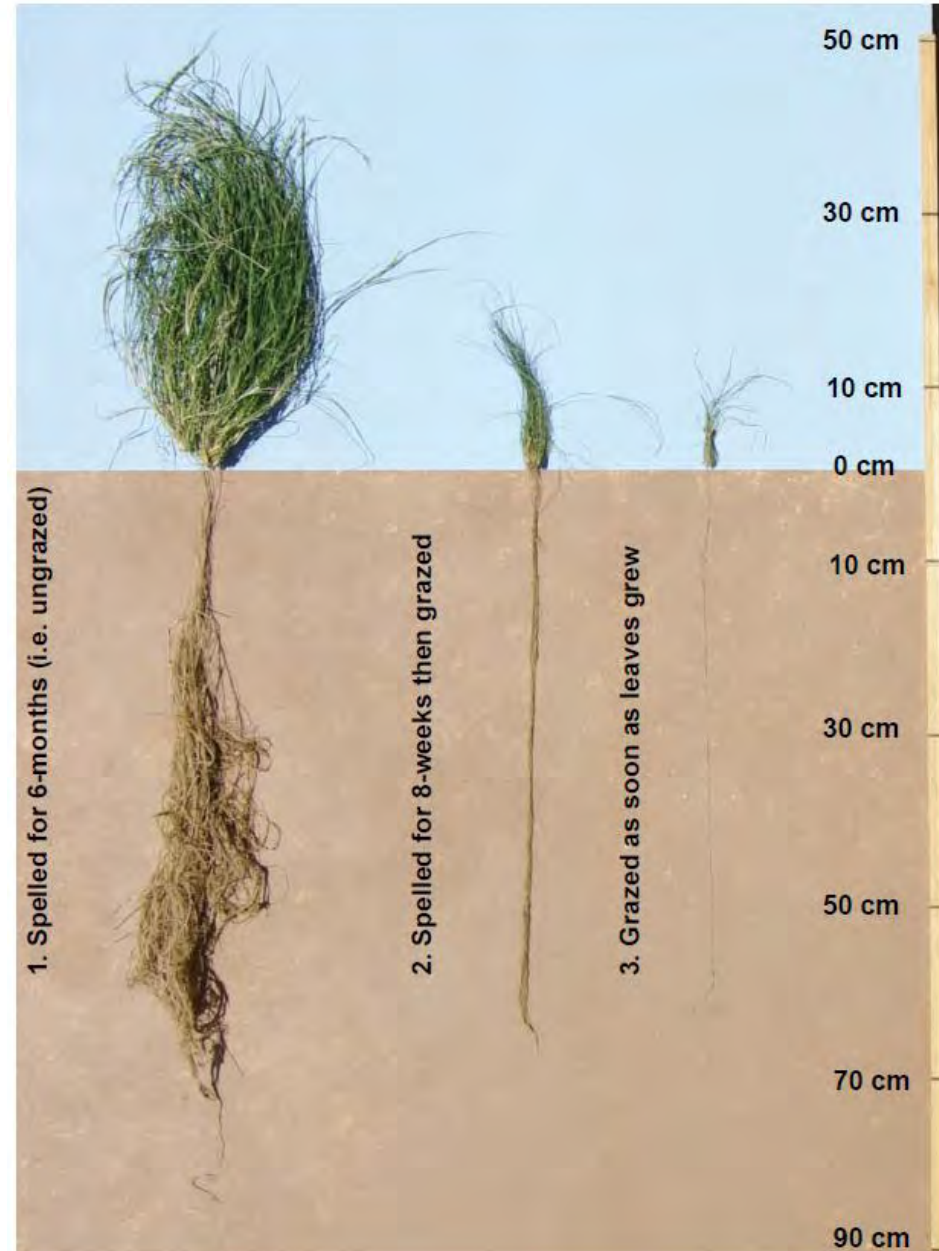 50 cm
30 cm
10 cm
0 cm
10 cm
30 cm
50 cm
70 cm
90 cm
1. Spelled for 6-months (i.e. ungrazed)
2. Spelled for 8-weeks then grazed
3. Grazed as soon as leaves grew